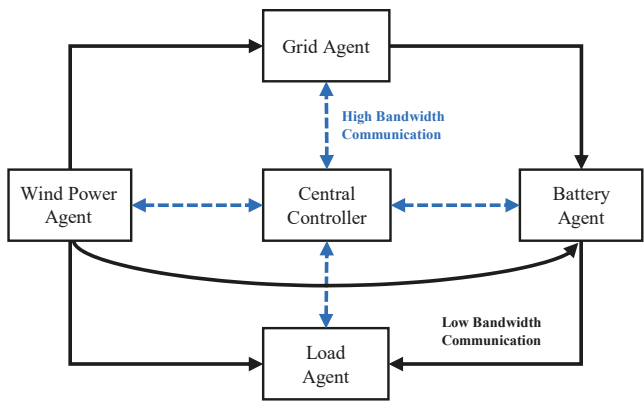 Grid Agent
High Bandwidth
Communication
Wind Power
Agent
Central
Controller
Battery
Agent
Low Bandwidth
Communication
Load
Agent